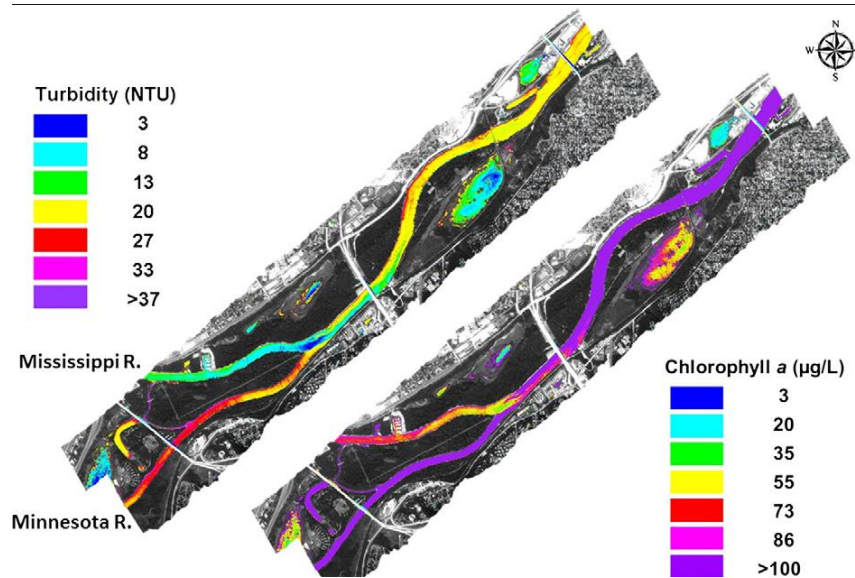 N
W
E
S
Turbidity (NTU)
3
8
13
20
27
33
>37
Mississippi R.
Minnesota R.
Chlorophyll a (µg/L)
3
20
35
55
73
86
>100